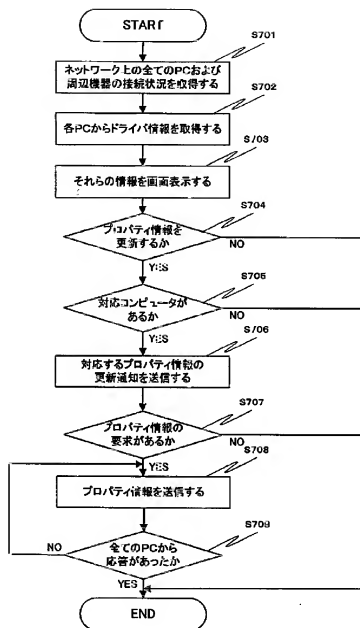 START
S701
ネットワーク上の全てのPCおよび
周辺機器の接続状況を取得する
S702
各PCからドライバ情報を取得する
S703
それらの情報を画面表示する
S704
プロパティ情報を
更新するか
NO
YES
S705
対応コンピュータが
あるか
NO
YES
S706
対応するプロパティ情報の
更新通知を送信する
S707
プロパティ情報の
要求があるか
NO
YES
S708
プロパティ情報を送信する
S709
全てのPCから
応答があったか
NO
YES
END